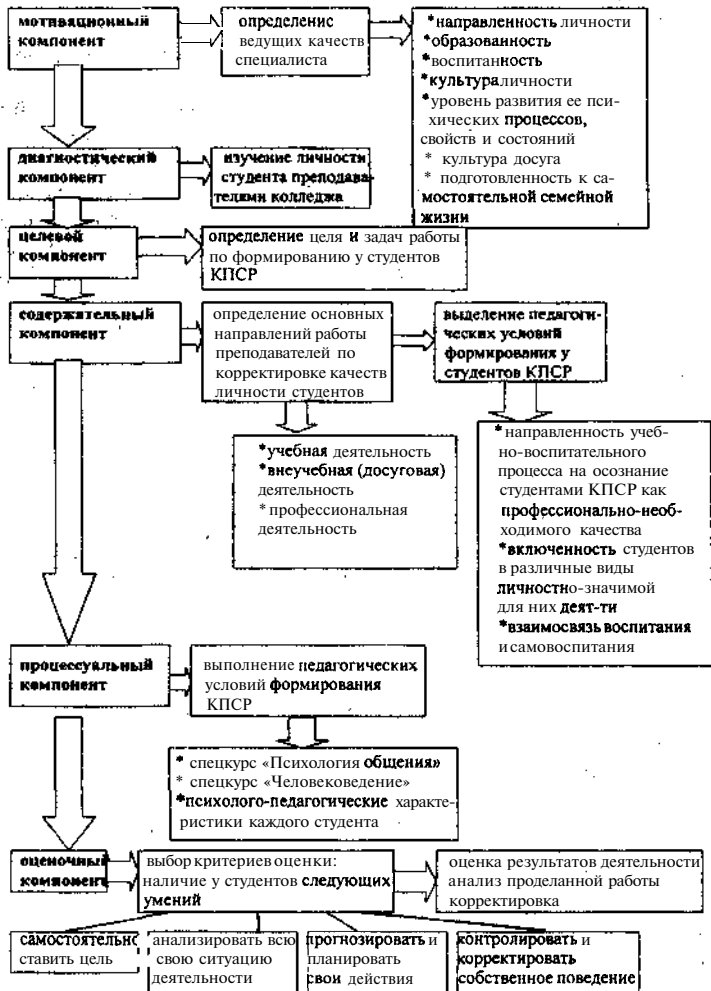 мотивационный
компонент
определение
ведущих качеств
специалиста
*направленность личности
*образованность
*воспитанность
*культураличности
*уровень развития ее пси-
хических процессов,
свойств и состояний
* культура досуга
* подготовленность к са-
мостоятельной семейной
жизни
диагностический
компонент
изучение личности
студента преподава-
телями колледжа
целевой
компонент
определение целя и задач работы
по формированию у студентов
КПСР
содержательный
компонент
определение основных
направлений работы
преподавателей по
корректировке качеств
личности студентов
выделение педагоги-
ческих условий
формирования у
студентов КПСР
*учебная деятельность
*внеучебная (досуговая)
деятельность
* профессиональная
деятельность
* направленность учеб-
но-воспитательного
процесса на осознание
студентами КПСР как
профессионально-необ-
ходимого качества
*включенность студентов
в различные виды
личностно-значимой
для них деят-ти
*взаимосвязь воспитания
и самовоспитания
процессуальный
компонент
выполнение педагогических
условий формирования
КПСР
* спецкурс «Психология общения»
* спецкурс «Человековедение»
*психолого-педагогические характе-
ристики каждого студента
оценочный
компонент
выбор критериев оценки:
наличие у студентов следующих
умений
оценка результатов деятельности
анализ проделанной работы
корректировка
самостоятельно
ставить цель
анализировать всю
свою ситуацию
деятельности
прогнозировать и
планировать
свои действия
контролировать и
корректировать
собственное поведение